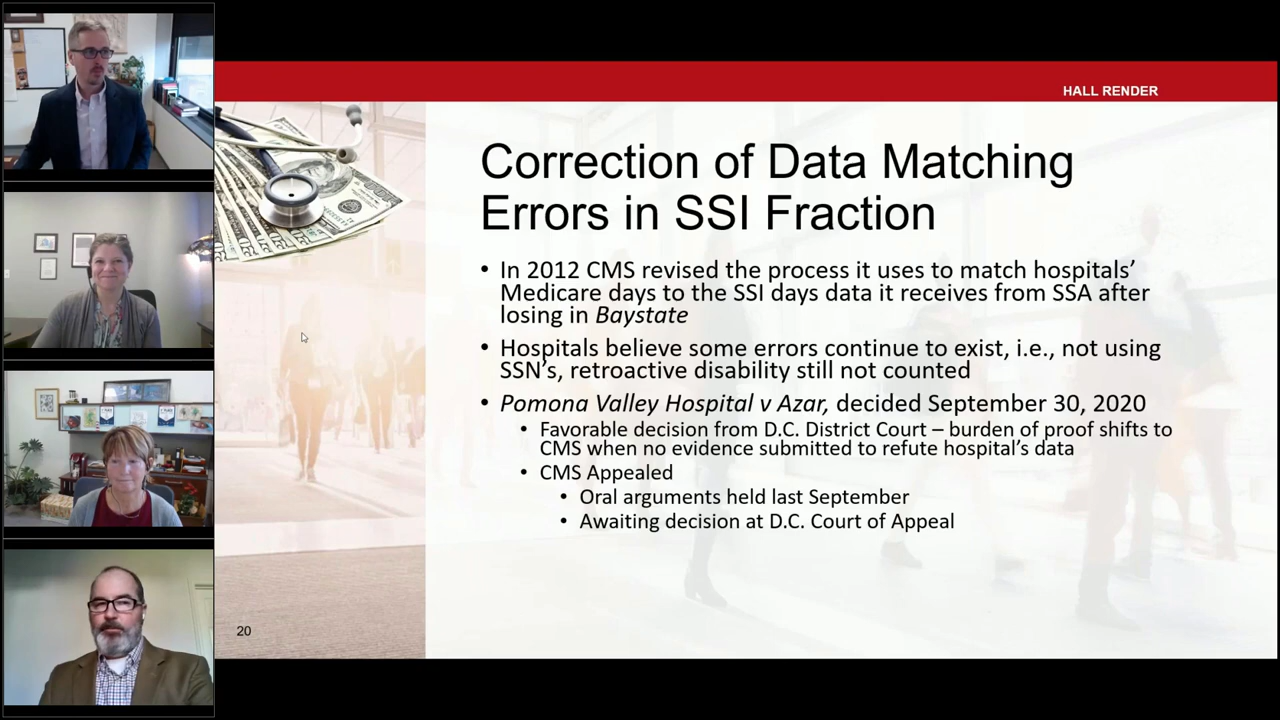 HALL RENDER
Correction of Data Matching
Errors in SSI Fraction
• In 2012 CMS revised the process it uses to match hospitals’
Medicare days to the SSI days data it receives from SSA after
losing in Baystate
• Hospitals believe some errors continue to exist, i.e., not using
SSN’s, retroactive disability still not counted
• Pomona Valley Hospital v Azar, decided September 30, 2020
• Favorable decision from D.C. District Court – burden of proof shifts to
CMS when no evidence submitted to refute hospital’s data
• CMS Appealed
• Oral arguments held last September
• Awaiting decision at D.C. Court of Appeal
20